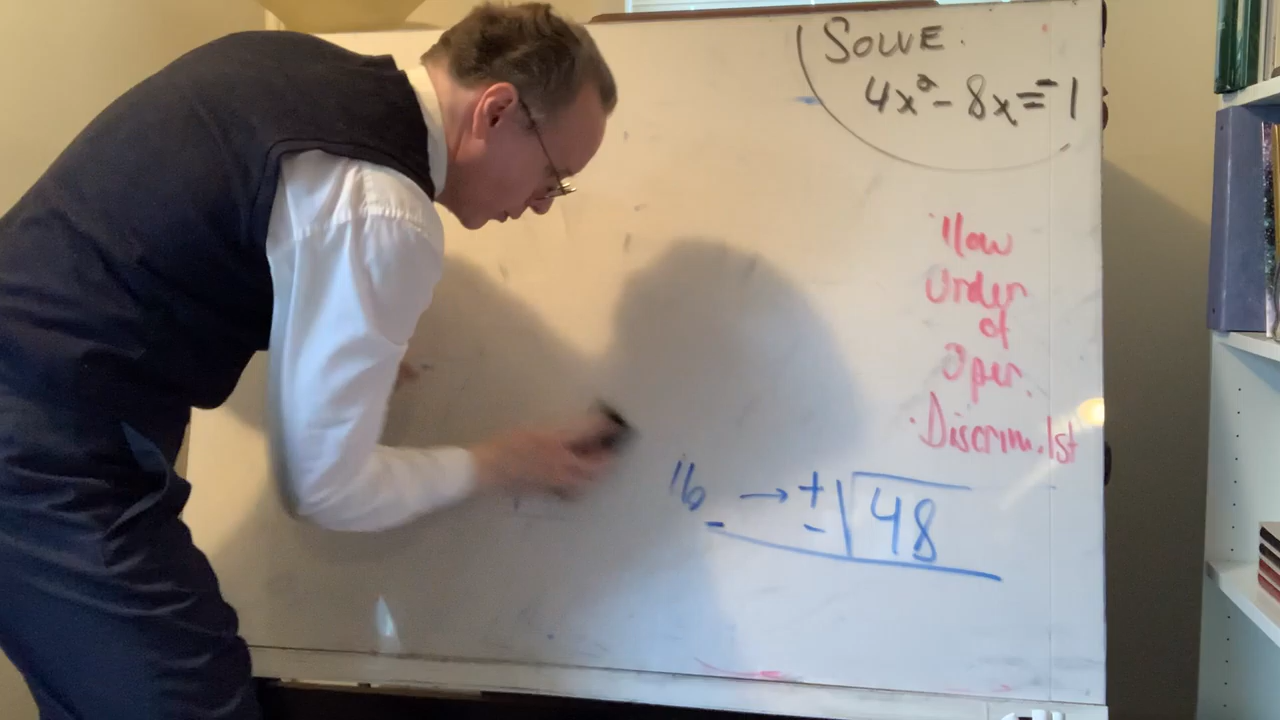 SOLVE.
4x² - 8x = -1
Now
Order
of
Oper.
Discrim. 1st
16 → ± √48